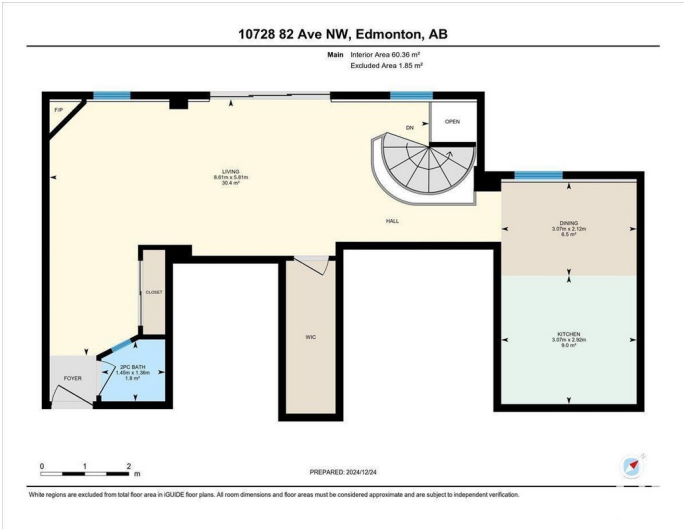 10728 82 Ave NW, Edmonton, AB
Main Interior Area 60.36 m²
Excluded Area 1.85 m²
F/P
DN
OPEN
LIVING
8.61m x 5.81m
30.4 m²
HALL
DINING
3.07m x 2.12m
6.5 m²
CLOSET
WIC
KITCHEN
3.07m x 2.92m
9.0 m²
FOYER
2PC BATH
1.45m x 1.36m
1.8 m²
0 1 2
m
PREPARED: 2024/12/24
White regions are excluded from total floor area in iGUIDE floor plans. All room dimensions and floor areas must be considered approximate and are subject to independent verification.